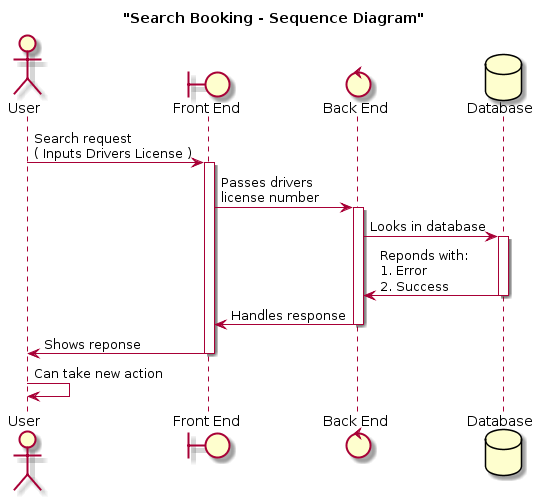 "Search Booking - Sequence Diagram"
User
Front End
Back End
Database
Search request
( Inputs Drivers License )
Passes drivers
license number
Looks in database
Reponds with:
1. Error
2. Success
Handles response
Shows reponse
Can take new action
User
Front End
Back End
Database